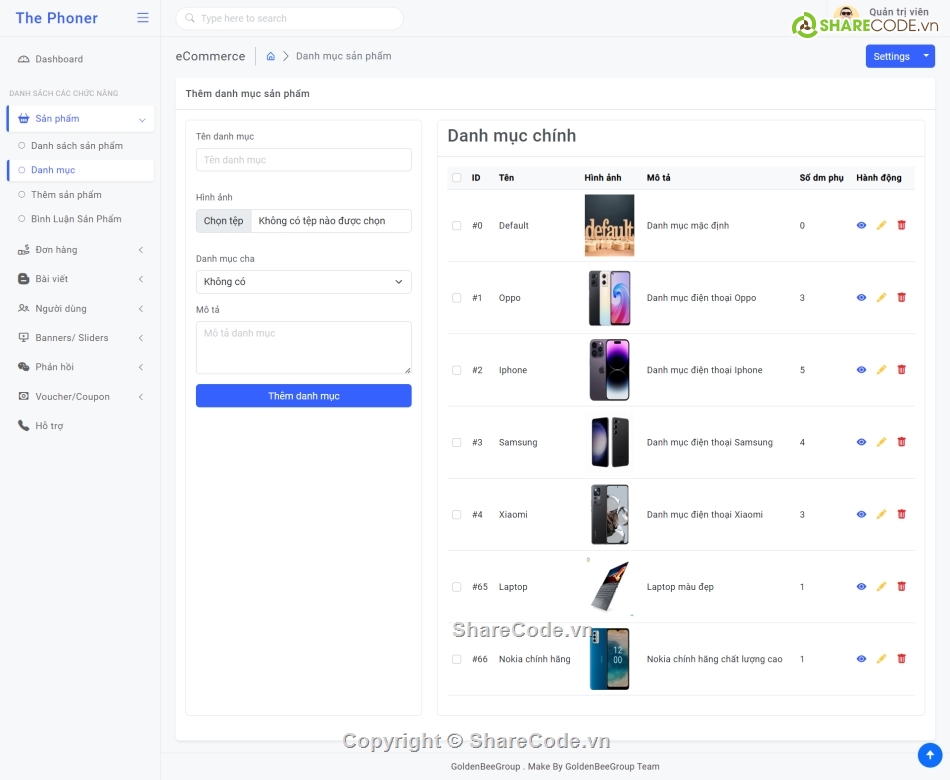 The Phoner
Type here to search
Quản trị viên
SHARECODE.vn
Dashboard
DANH SÁCH CÁC CHỨC NĂNG
Sản phẩm
Danh sách sản phẩm
Danh mục
Thêm sản phẩm
Bình Luận Sản Phẩm
Đơn hàng
Bài viết
Người dùng
Banners/ Sliders
Phản hồi
Voucher/Coupon
Hỗ trợ
eCommerce
Danh mục sản phẩm
Settings
Thêm danh mục sản phẩm
Tên danh mục
Tên danh mục
Hình ảnh
Chọn tệp Không có tệp nào được chọn
Danh mục cha
Không có
Mô tả
Mô tả danh mục
Thêm danh mục
Danh mục chính
ID Tên Hình ảnh Mô tả Số dm phụ Hành động
#0 Default default Danh mục mặc định 0
#1 Oppo Danh mục điện thoại Oppo 3
#2 Iphone Danh mục điện thoại Iphone 5
#3 Samsung Danh mục điện thoại Samsung 4
#4 Xiaomi Danh mục điện thoại Xiaomi 3
#65 Laptop Laptop màu đẹp 1
ShareCode.vn
#66 Nokia chính hãng 12 00 Nokia chính hãng chất lượng cao 1
Copyright © ShareCode.vn
GoldenBeeGroup . Make By GoldenBeeGroup Team